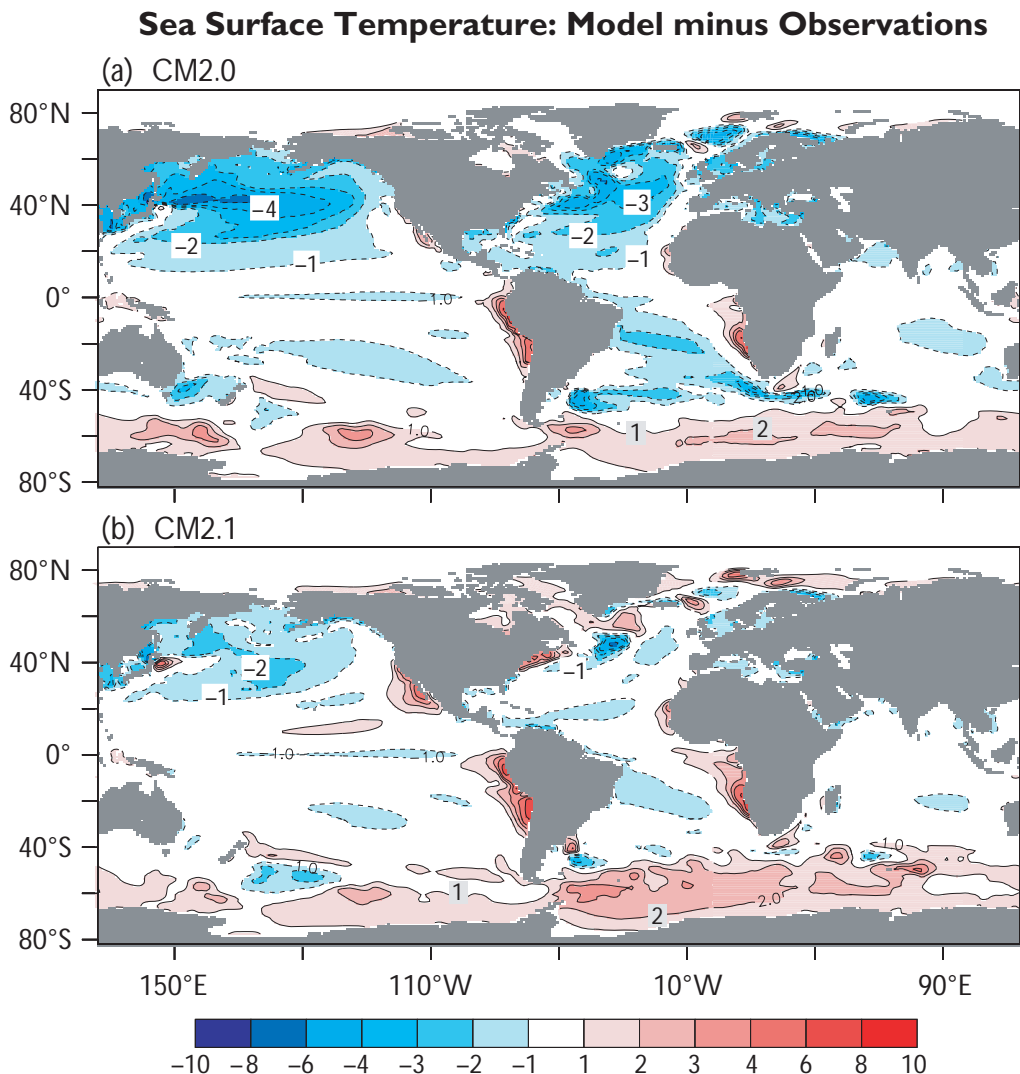 Sea Surface Temperature: Model minus Observations
(a) CM2.0
80°N
40°N
–4
–3
–2
–2
–1
–1
0°
1.0
40°S
2.0
1.0
1
2
80°S
(b) CM2.1
80°N
40°N
–2
–1
–1
0°
–1.0
–1.0
40°S
1.0
1
2.0
2
80°S
150°E 110°W 10°W 90°E
–10 –8 –6 –4 –3 –2 –1 1 2 3 4 6 8 10